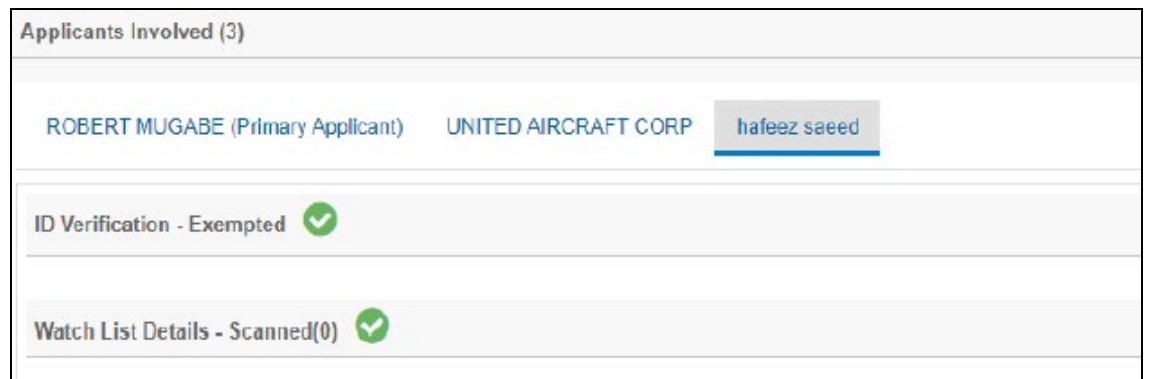 Applicants Involved (3)
ROBERT MUGABE (Primary Applicant) UNITED AIRCRAFT CORP hafeez saeed
ID Verification - Exempted
Watch List Details - Scanned(0)